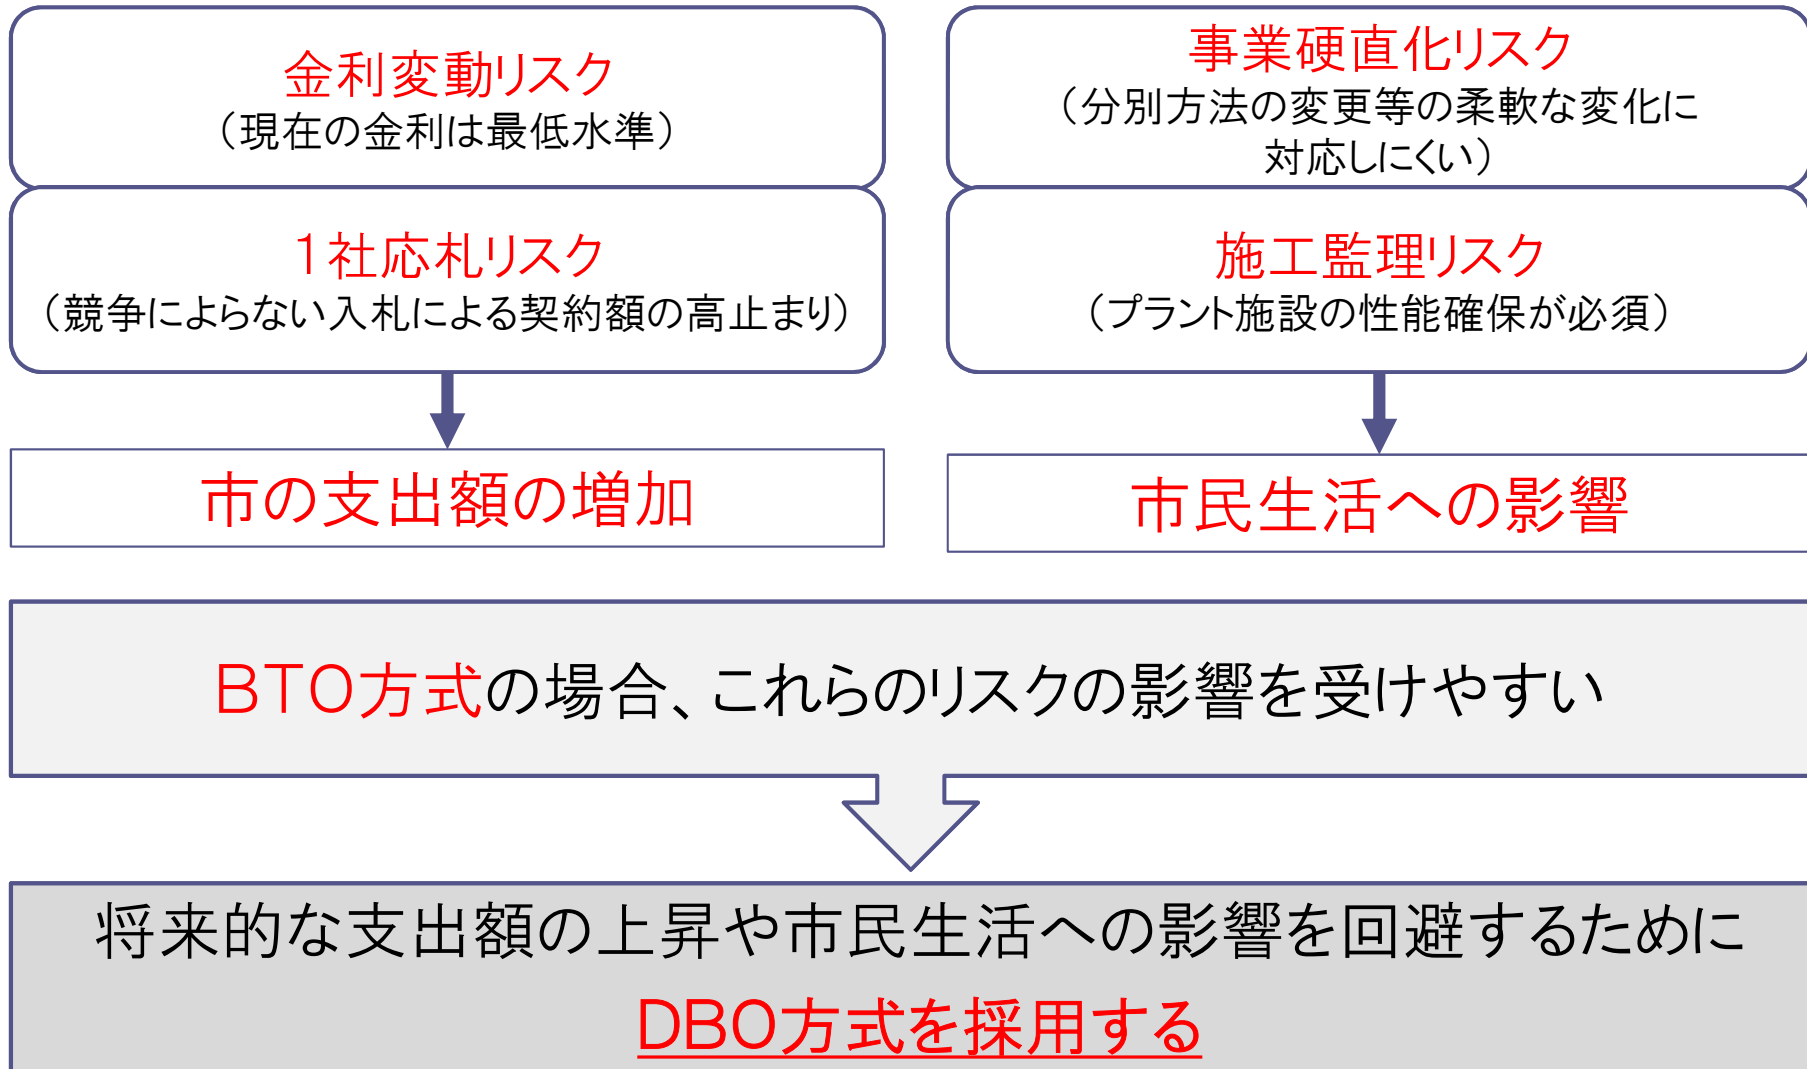 金利変動リスク
（現在の金利は最低水準）
1社応札リスク
（競争によらない入札による契約額の高止まり）
市の支出額の増加
事業硬直化リスク
（分別方法の変更等の柔軟な変化に
対応しにくい）
施工監理リスク
（プラント施設の性能確保が必須）
市民生活への影響
BTO方式の場合、これらのリスクの影響を受けやすい
将来的な支出額の上昇や市民生活への影響を回避するために
DBO方式を採用する